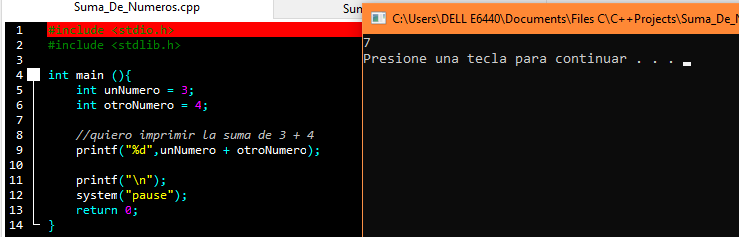 Suma_De_Numeros.cpp
Sum
1 #include <stdio.h>
2 #include <stdlib.h>
3
4 int main (){
5 int unNumero = 3;
6 int otroNumero = 4;
7
8 //quiero imprimir la suma de 3 + 4
9 printf("%d",unNumero + otroNumero);
10
11 printf("\n");
12 system("pause");
13 return 0;
14 }
C:\Users\DELL E6440\Documents\Files C\C++Projects\Suma_De_N
7
Presione una tecla para continuar . . .